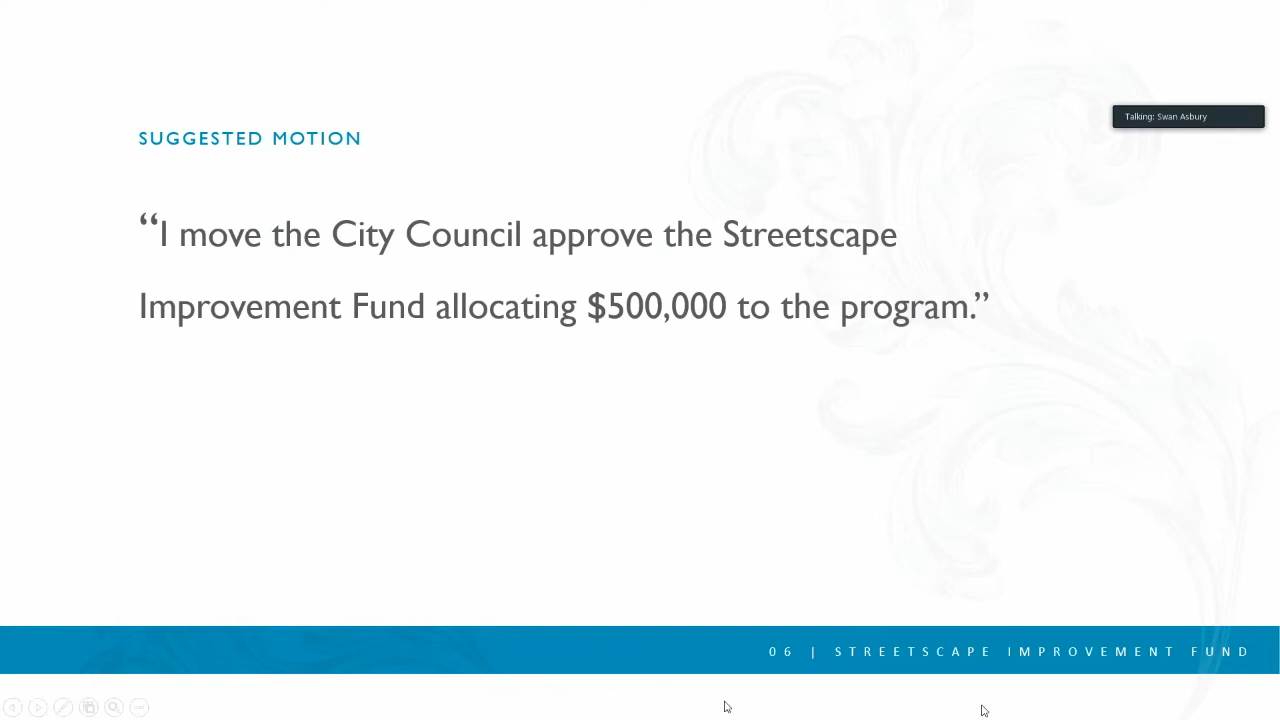 SUGGESTED MOTION
Talking: Swan Asbury
“I move the City Council approve the Streetscape
Improvement Fund allocating $500,000 to the program.”
06 | STREETSCAPE IMPROVEMENT FUND